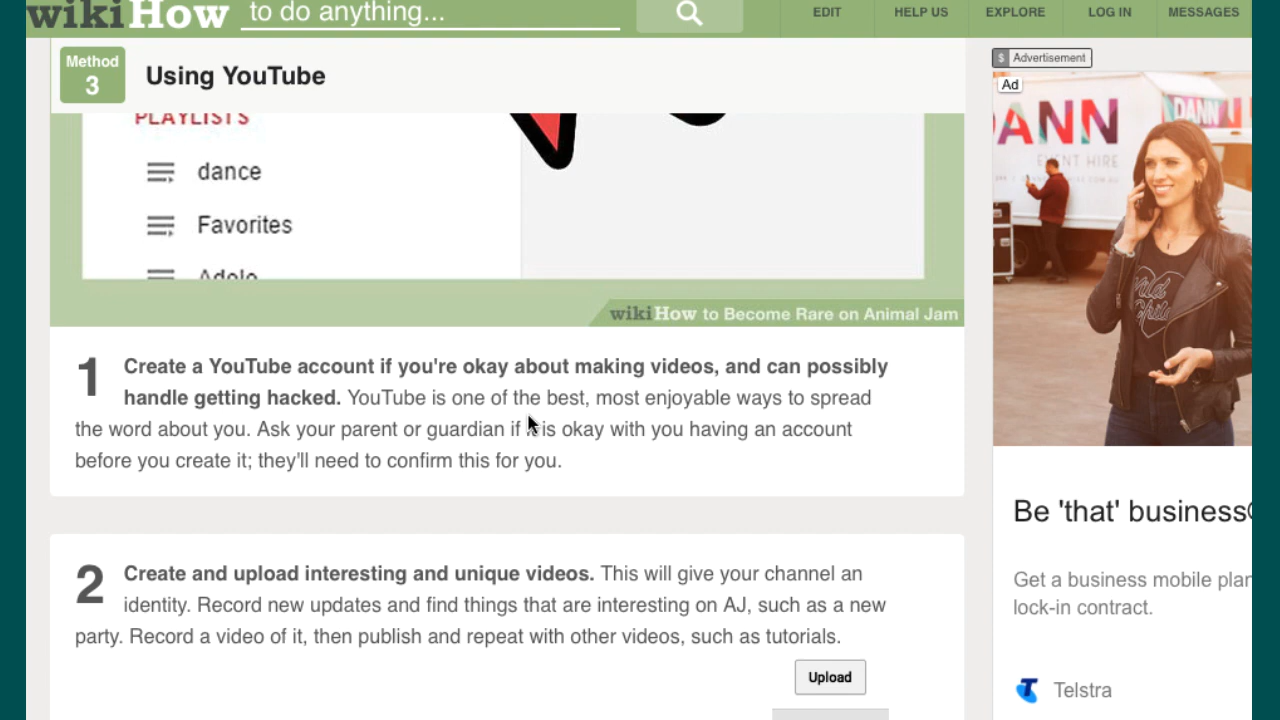 wikiHow to do anything...
EDIT HELP US EXPLORE LOG IN MESSAGES
Method
3
Using YouTube
PLAYLISTS
dance
Favorites
Adele
wikiHow to Become Rare on Animal Jam
1 Create a YouTube account if you're okay about making videos, and can possibly
handle getting hacked. YouTube is one of the best, most enjoyable ways to spread
the word about you. Ask your parent or guardian if it is okay with you having an account
before you create it; they'll need to confirm this for you.
2 Create and upload interesting and unique videos. This will give your channel an
identity. Record new updates and find things that are interesting on AJ, such as a new
party. Record a video of it, then publish and repeat with other videos, such as tutorials.
Upload
$ Advertisement
Ad
DANN
EVENT HIRE
DANN
Wild
Child
Be 'that' business
Get a business mobile plan
lock-in contract.
Telstra